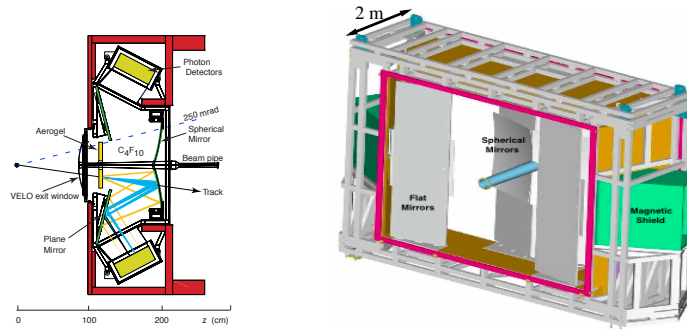 Photon
Detectors
250 mrad
Aerogel
C4F10
Spherical
Mirror
Beam pipe
VELO exit window
Track
Plane
Mirror
0 100 200 z (cm)
2 m
Spherical
Mirrors
Flat
Mirrors
Magnetic
Shield